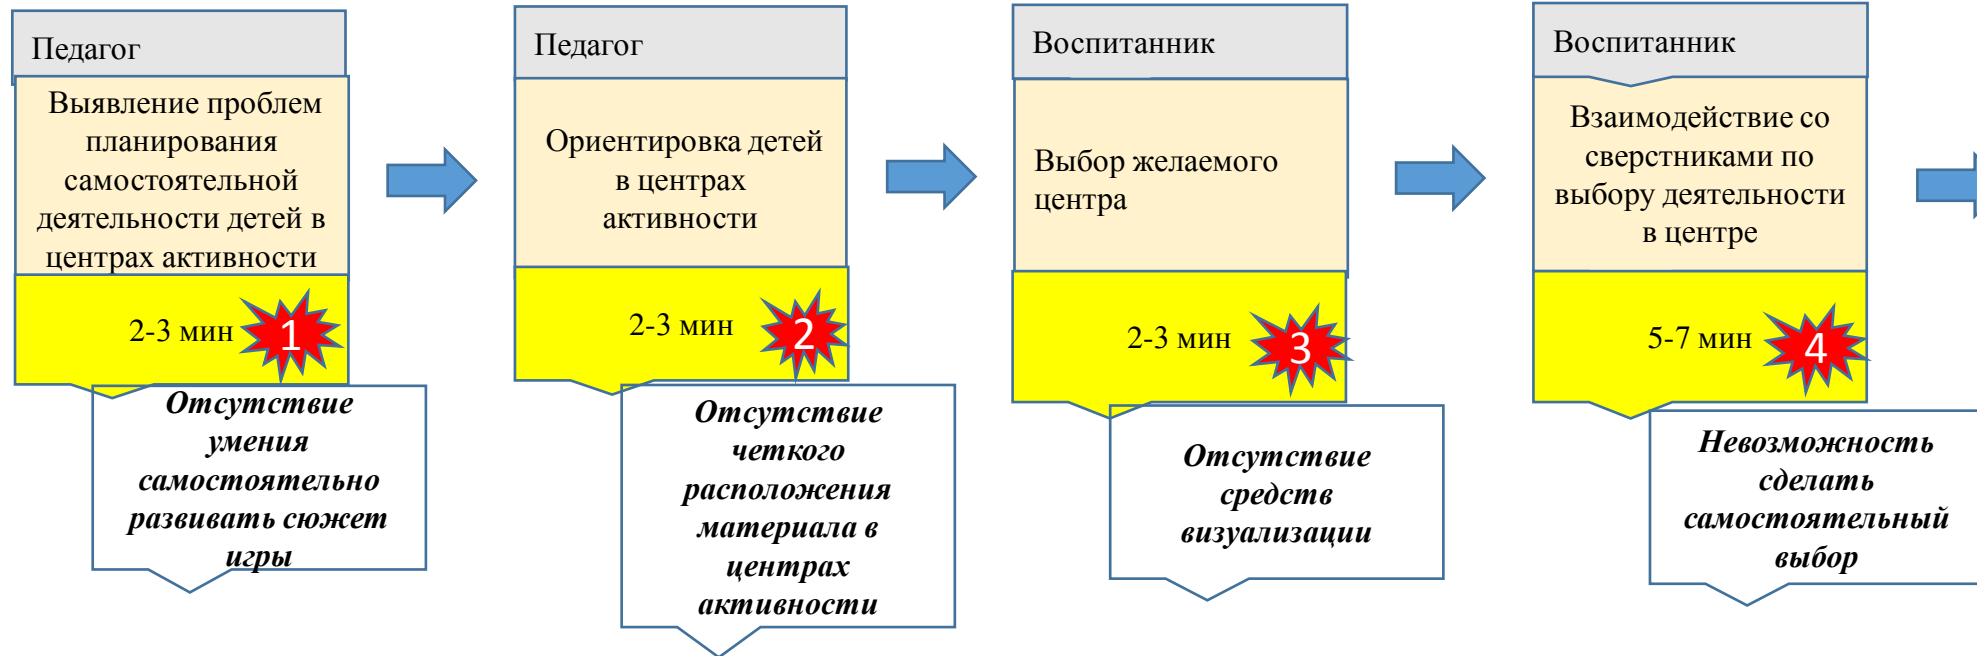 Педагог
Выявление проблем
планирования
самостоятельной
деятельности детей в
центрах активности
2-3 мин
1
Отсутствие
умения
самостоятельно
развивать сюжет
игры
Педагог
Ориентировка детей
в центрах
активности
2-3 мин
2
Отсутствие
четкого
расположения
материала в
центрах
активности
Воспитанник
Выбор желаемого
центра
2-3 мин
3
Отсутствие
средств
визуализации
Воспитанник
Взаимодействие со
сверстниками по
выбору деятельности
в центре
5-7 мин
4
Невозможность
сделать
самостоятельный
выбор